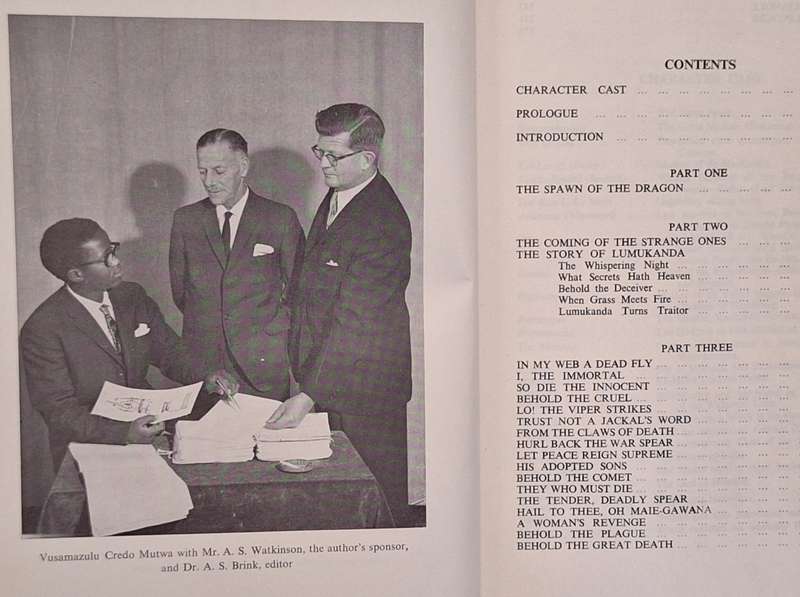 Vusamazulu Credo Mutwa with Mr. A. S. Watkinson, the author's sponsor,
and Dr. A. S. Brink, editor
CONTENTS
CHARACTER CAST ... ... ... ... ... ... ... ...
PROLOGUE ... ... ... ... ... ... ... ... ...
INTRODUCTION ... ... ... ... ... ... ... ...
PART ONE
THE SPAWN OF THE DRAGON ... ... ... ... ...
PART TWO
THE COMING OF THE STRANGE ONES ... ... ...
THE STORY OF LUMUKANDA ... ... ... ... ...
The Whispering Night ... ... ... ... ... ...
What Secrets Hath Heaven ... ... ... ... ...
Behold the Deceiver ... ... ... ... ... ...
When Grass Meets Fire ... ... ... ... ... ...
Lumukanda Turns Traitor ... ... ... ... ...
PART THREE
IN MY WEB A DEAD FLY ... ... ... ... ... ...
I, THE IMMORTAL ... ... ... ... ... ... ...
SO DIE THE INNOCENT ... ... ... ... ... ...
BEHOLD THE CRUEL ... ... ... ... ... ... ...
LO! THE VIPER STRIKES ... ... ... ... ... ...
TRUST NOT A JACKAL'S WORD ... ... ... ... ...
FROM THE CLAWS OF DEATH ... ... ... ... ...
HURL BACK THE WAR SPEAR ... ... ... ... ...
LET PEACE REIGN SUPREME ... ... ... ... ...
HIS ADOPTED SONS ... ... ... ... ... ... ...
BEHOLD THE COMET ... ... ... ... ... ... ...
THEY WHO MUST DIE ... ... ... ... ... ... ...
THE TENDER, DEADLY SPEAR ... ... ... ... ...
HAIL TO THEE, OH MAIE-GAWANA ... ... ... ...
A WOMAN'S REVENGE ... ... ... ... ... ...
BEHOLD THE PLAGUE ... ... ... ... ... ...
BEHOLD THE GREAT DEATH ... ... ... ... ...